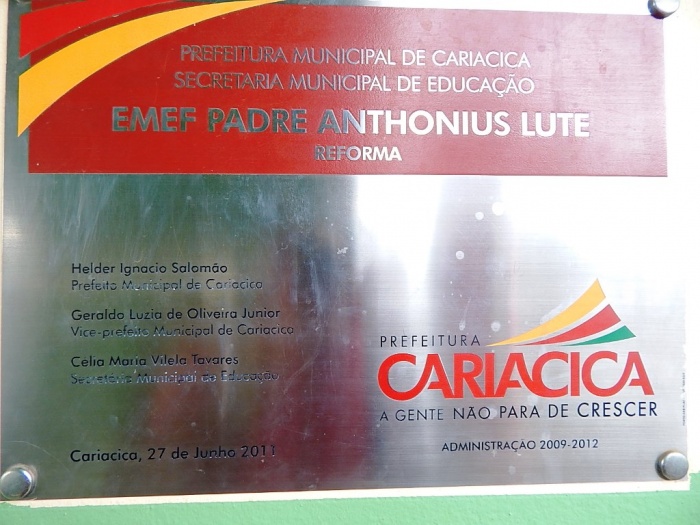 PREFEITURA MUNICIPAL DE CARIACICA
SECRETARIA MUNICIPAL DE EDUCAÇÃO
EMEF PADRE ANTHONIUS LUTE
REFORMA
Helder Ignacio Salomão
Prefeito Municipal de Cariacica
Geraldo Luzia de Oliveira Junior
Vice-prefeito Municipal de Cariacica
Celia Maria Vilela Tavares
Secretária Municipal de Educação
Cariacica, 27 de Junho 2011
PREFEITURA
CARIACICA
A GENTE NÃO PARA DE CRESCER
ADMINISTRAÇÃO 2009-2012